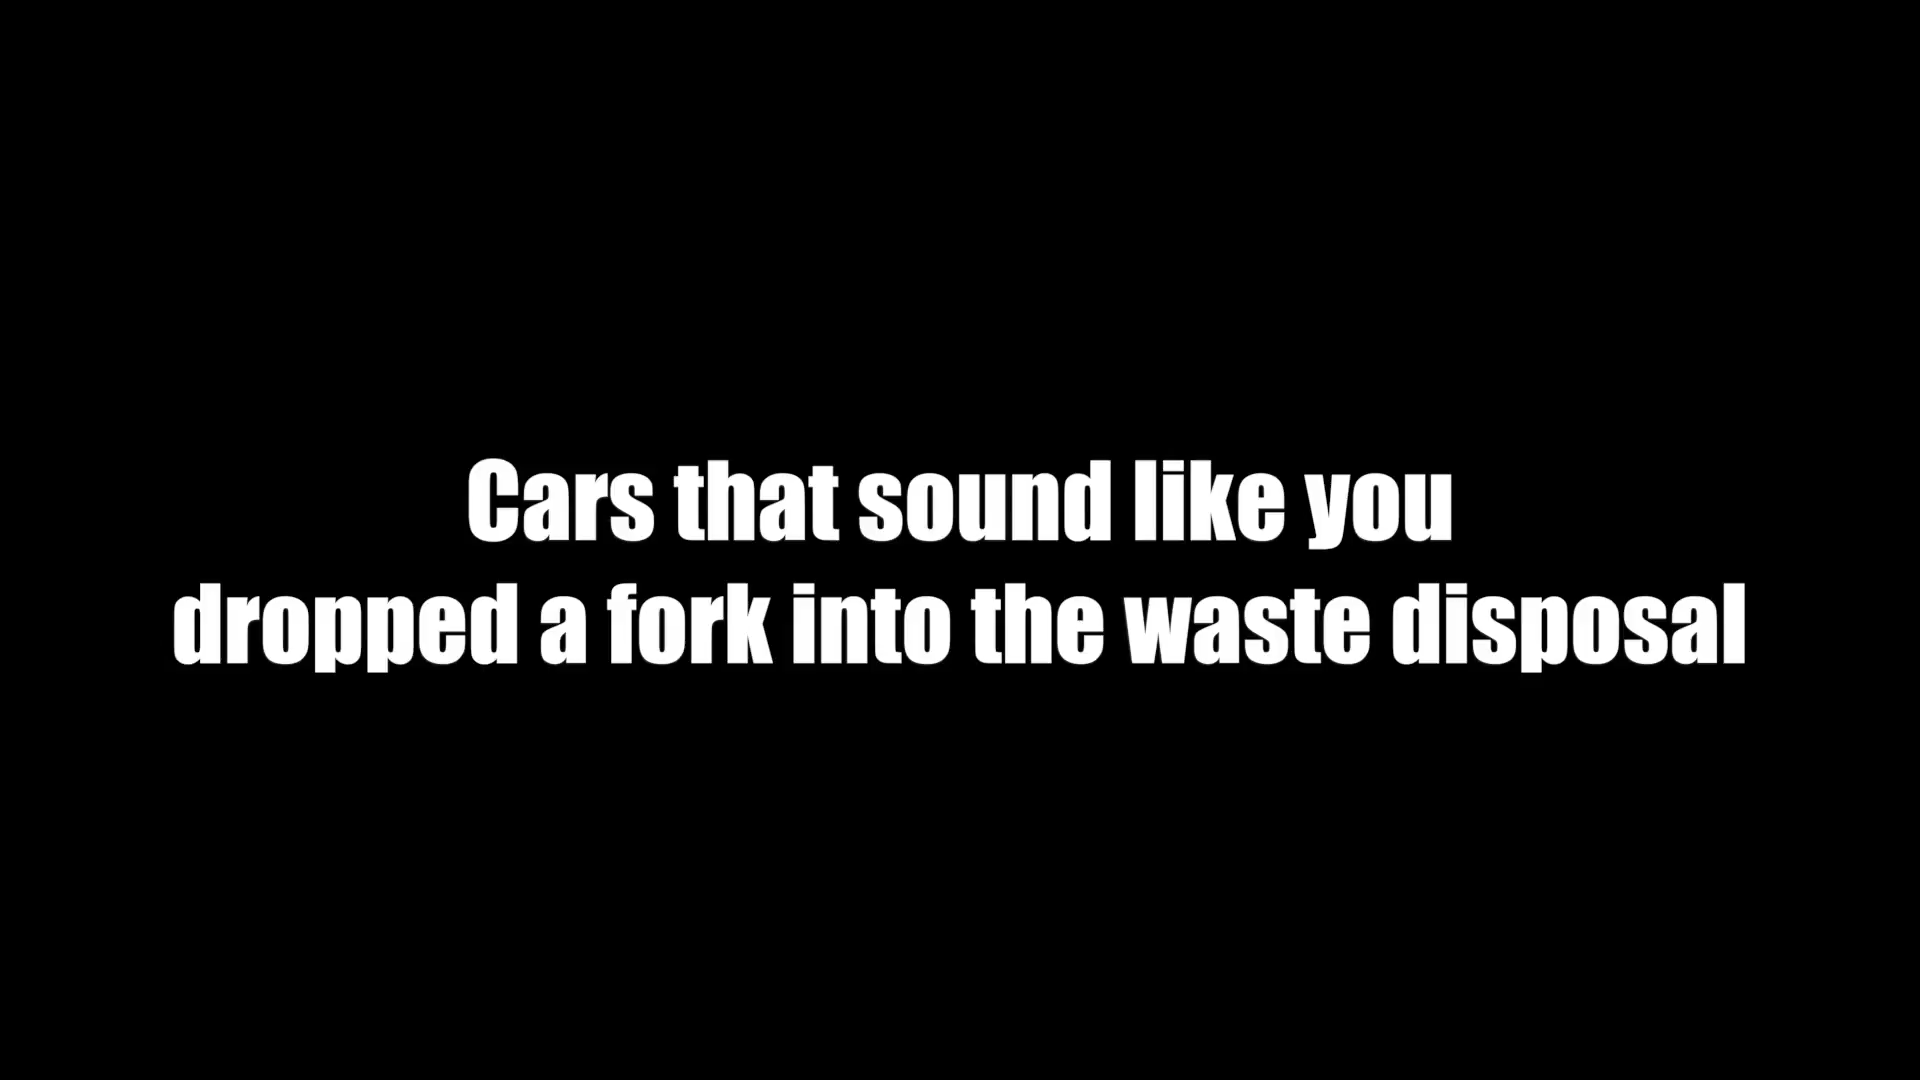 Cars that sound like you
dropped a fork into the waste disposal